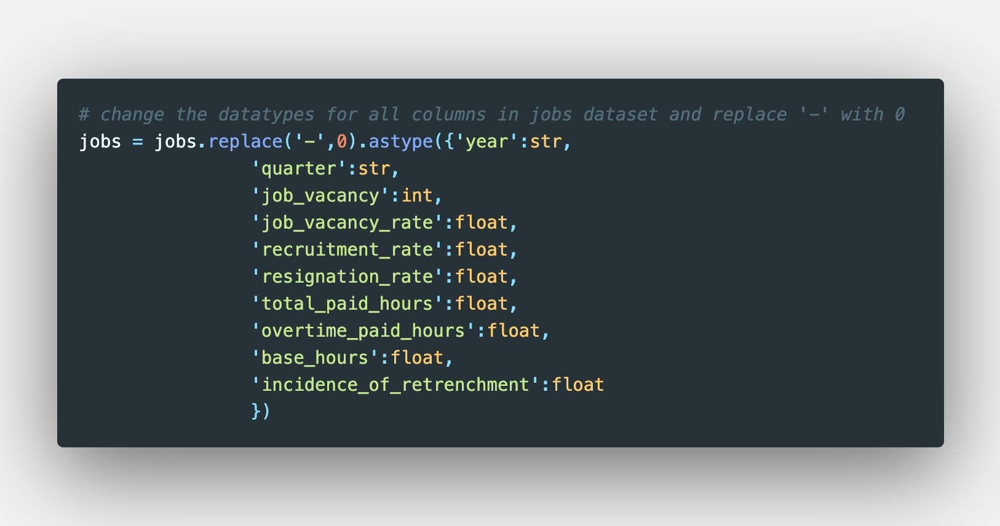 # change the datatypes for all columns in jobs dataset and replace '-' with 0
jobs = jobs.replace('-',0).astype({'year':str,
                'quarter':str,
                'job_vacancy':int,
                'job_vacancy_rate':float,
                'recruitment_rate':float,
                'resignation_rate':float,
                'total_paid_hours':float,
                'overtime_paid_hours':float,
                'base_hours':float,
                'incidence_of_retrenchment':float
                })